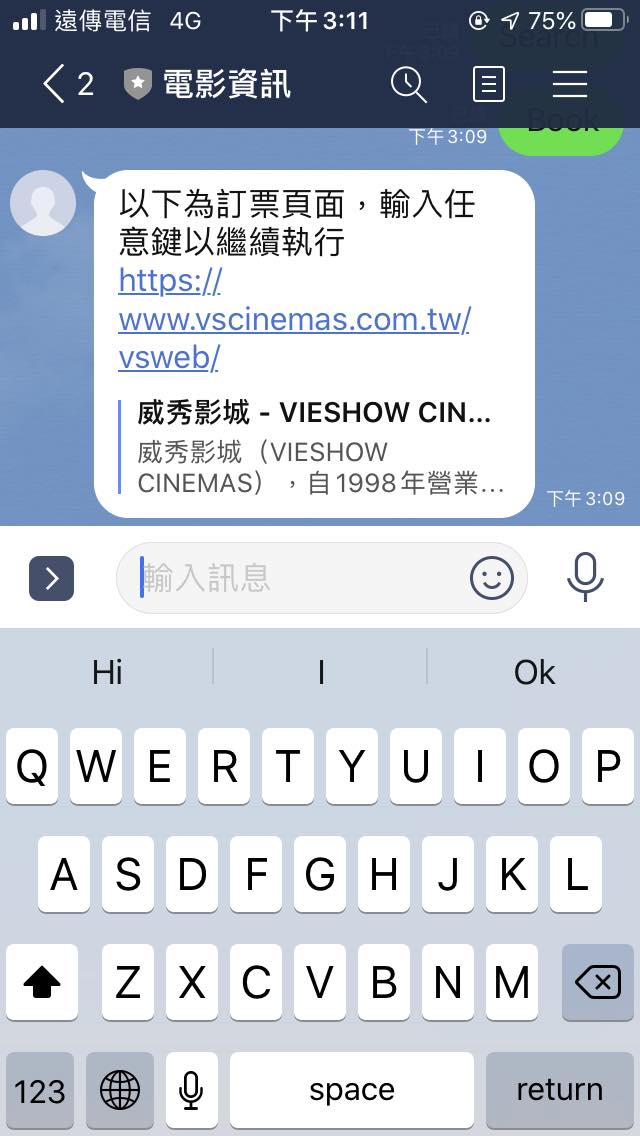 遠傳電信 4G 下午3:11 75%
Search
下午3:09
2 電影資訊
Book
下午3:09
以下為訂票頁面，輸入任
意鍵以繼續執行
https://
www.vscinemas.com.tw/
vsweb/
威秀影城 - VIESHOW CIN...
威秀影城（VIESHOW
CINEMAS），自1998年營業...
下午3:09
輸入訊息
Hi I Ok
Q W E R T Y U I O P
A S D F G H J K L
Z X C V B N M
123 space return